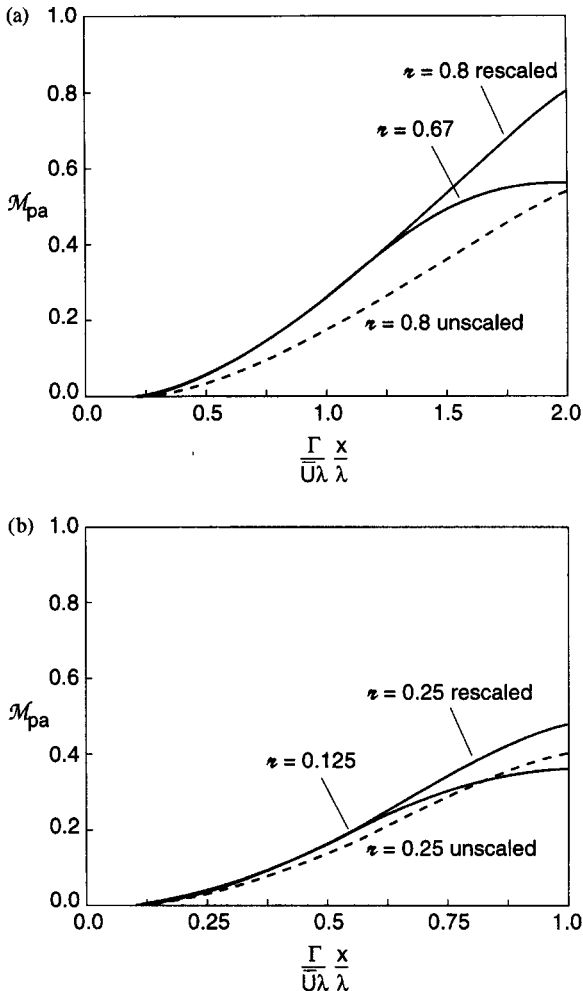 (a)
1.0
0.8
0.6
0.4
0.2
0.0
𝓜pa
𝓇 = 0.8 rescaled
𝓇 = 0.67
𝓇 = 0.8 unscaled
0.0 0.5 1.0 1.5 2.0
Γ x
Ūλ λ
(b)
1.0
0.8
0.6
0.4
0.2
0.0
𝓜pa
𝓇 = 0.25 rescaled
𝓇 = 0.125
𝓇 = 0.25 unscaled
0.0 0.25 0.5 0.75 1.0
Γ x
Ūλ λ